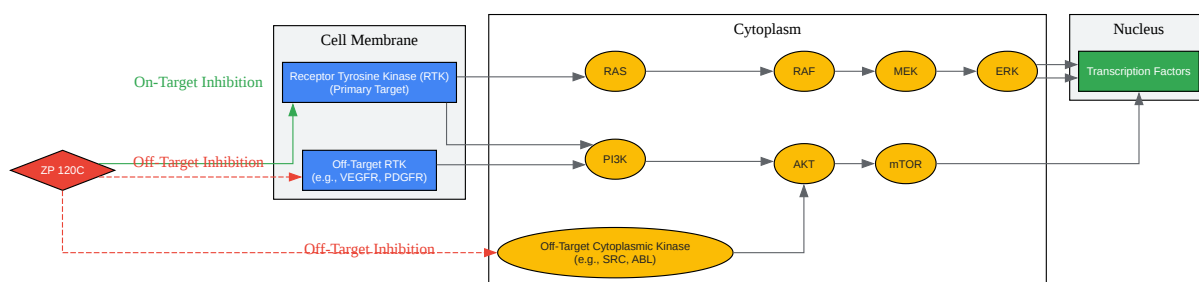 Cell Membrane
Cytoplasm
Nucleus
On-Target Inhibition
Receptor Tyrosine Kinase (RTK)
(Primary Target)
RAS
RAF
MEK
ERK
Transcription Factors
ZP 120C
Off-Target Inhibition
Off-Target RTK
(e.g., VEGFR, PDGFR)
PI3K
AKT
mTOR
Off-Target Inhibition
Off-Target Cytoplasmic Kinase
(e.g., SRC, ABL)